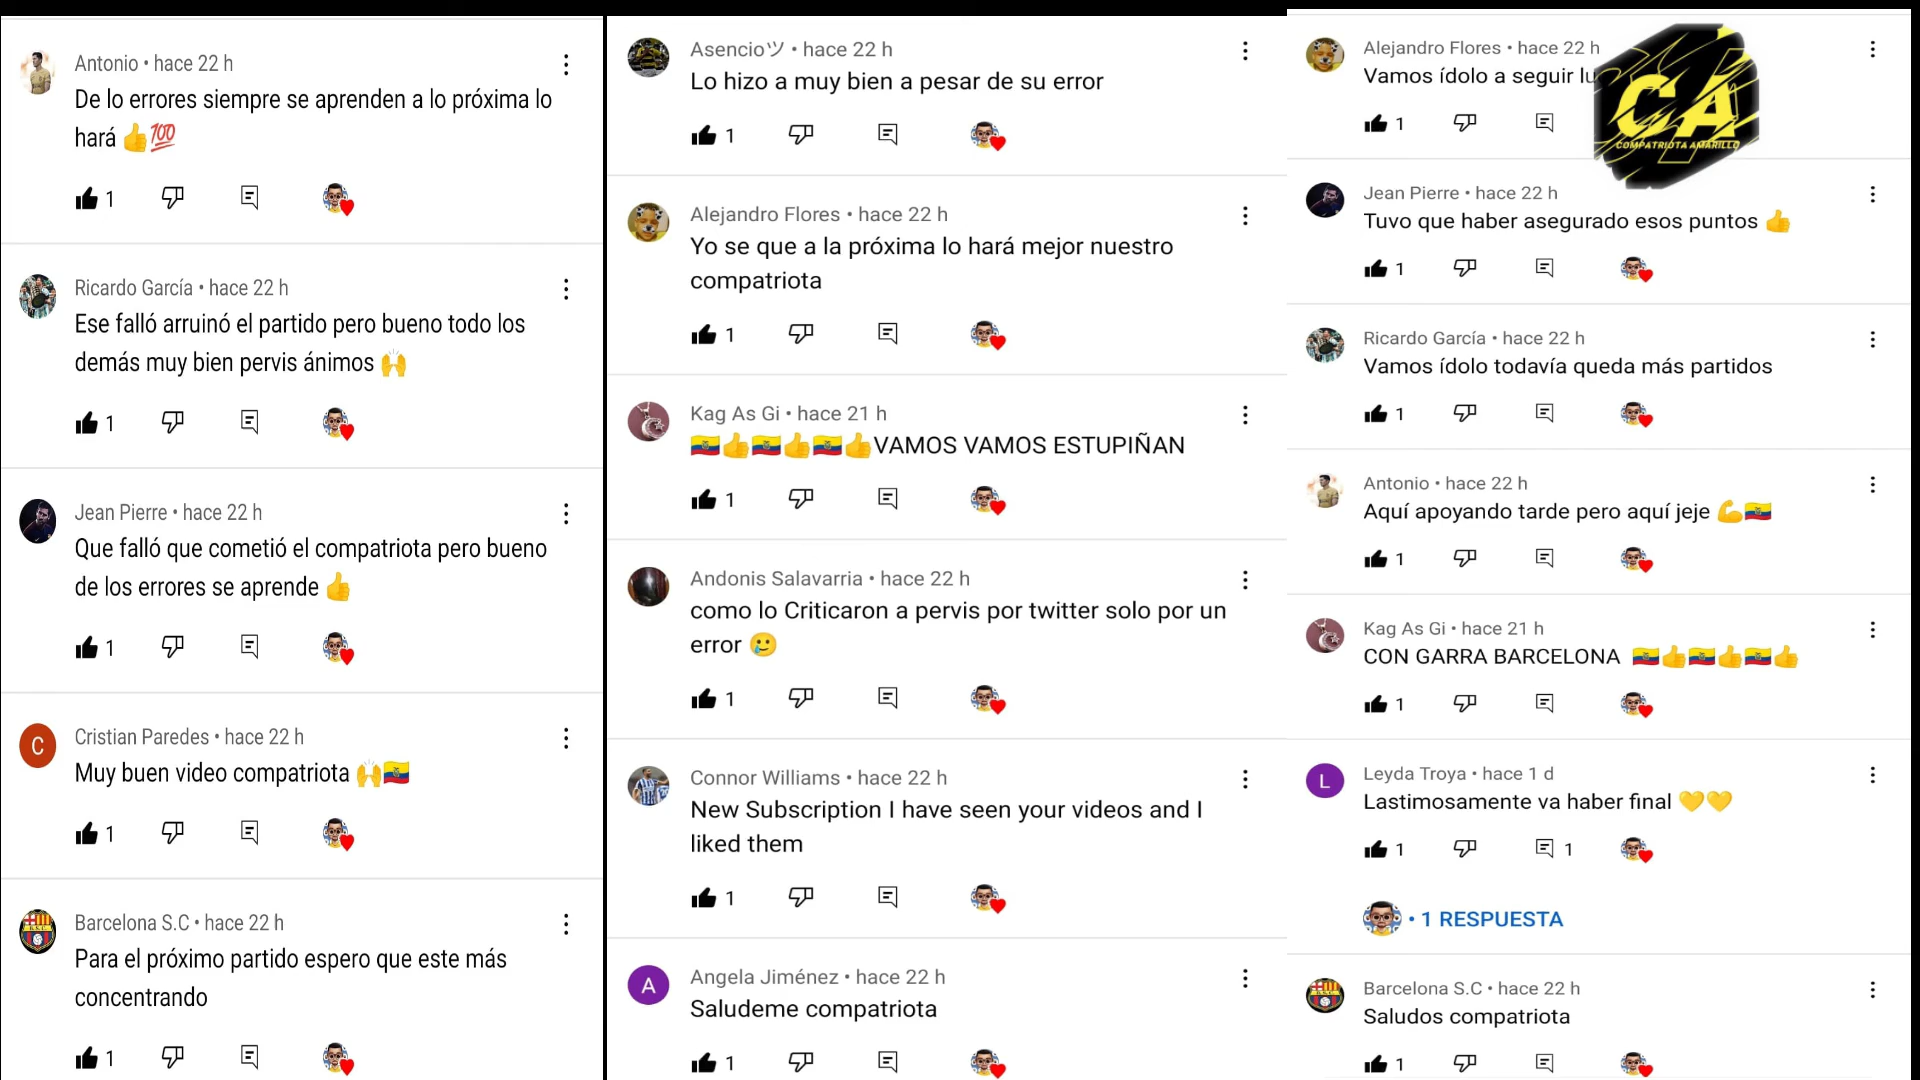 Antonio • hace 22 h
De lo errores siempre se aprenden a lo próxima lo
hará 👍💯
1
Ricardo García • hace 22 h
Ese falló arruinó el partido pero bueno todo los
demás muy bien pervis ánimos 🙌
1
Jean Pierre • hace 22 h
Que falló que cometió el compatriota pero bueno
de los errores se aprende 👍
1
C
Cristian Paredes • hace 22 h
Muy buen video compatriota 🙌🇪🇨
1
Barcelona S.C • hace 22 h
Para el próximo partido espero que este más
concentrando
1
Asencioツ • hace 22 h
Lo hizo a muy bien a pesar de su error
1
Alejandro Flores • hace 22 h
Yo se que a la próxima lo hará mejor nuestro
compatriota
1
Kag As Gi • hace 21 h
🇪🇨👍🇪🇨👍🇪🇨👍VAMOS VAMOS ESTUPIÑAN
1
Andonis Salavarria • hace 22 h
como lo Criticaron a pervis por twitter solo por un
error 🥲
1
Connor Williams • hace 22 h
New Subscription I have seen your videos and I
liked them
1
A
Angela Jiménez • hace 22 h
Saludeme compatriota
1
Alejandro Flores • hace 22 h
Vamos ídolo a seguir
1
CA
COMPATRIOTA AMARILLO
Jean Pierre • hace 22 h
Tuvo que haber asegurado esos puntos 👍
1
Ricardo García • hace 22 h
Vamos ídolo todavía queda más partidos
1
Antonio • hace 22 h
Aquí apoyando tarde pero aquí jeje 💪🇪🇨
1
Kag As Gi • hace 21 h
CON GARRA BARCELONA 🇪🇨👍🇪🇨👍🇪🇨👍
1
L
Leyda Troya • hace 1 d
Lastimosamente va haber final 💛💛
1 1
• 1 RESPUESTA
Barcelona S.C • hace 22 h
Saludos compatriota
1